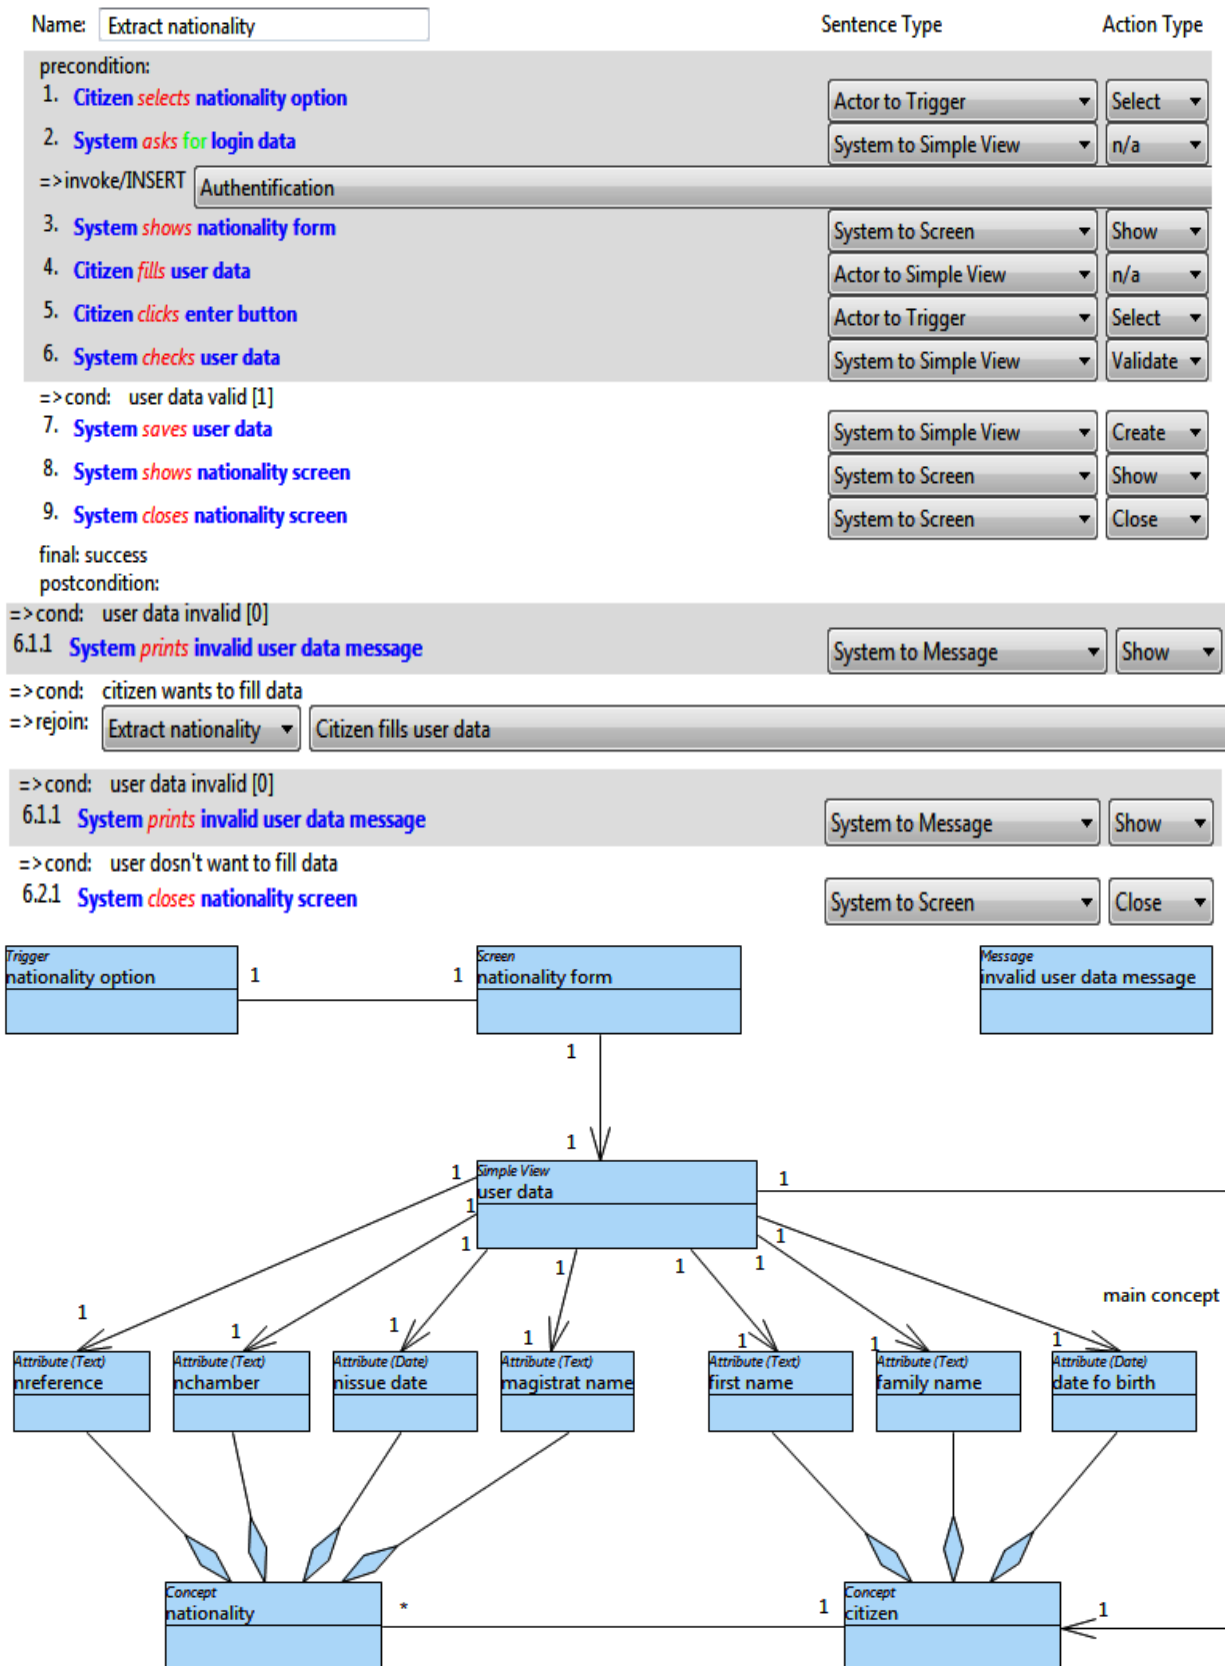 Name: Extract nationality Sentence Type Action Type
precondition:
1. Citizen selects nationality option Actor to Trigger Select
2. System asks for login data System to Simple View n/a
=>invoke/INSERT Authentification
3. System shows nationality form System to Screen Show
4. Citizen fills user data Actor to Simple View n/a
5. Citizen clicks enter button Actor to Trigger Select
6. System checks user data System to Simple View Validate
=>cond: user data valid [1]
7. System saves user data System to Simple View Create
8. System shows nationality screen System to Screen Show
9. System closes nationality screen System to Screen Close
final: success
postcondition:
=>cond: user data invalid [0]
6.1.1 System prints invalid user data message System to Message Show
=>cond: citizen wants to fill data
=>rejoin: Extract nationality Citizen fills user data
=>cond: user data invalid [0]
6.1.1 System prints invalid user data message System to Message Show
=>cond: user dosn't want to fill data
6.2.1 System closes nationality screen System to Screen Close
Trigger Screen Message
nationality option 1 1 nationality form invalid user data message
1
1
1 Simple View 1
user data
1
1 1 1 1 1 1
main concept
1 1 1 1 1 1 1
Attribute (Text) Attribute (Text) Attribute (Date) Attribute (Text) Attribute (Text) Attribute (Text) Attribute (Date)
nreference nchamber nissue date magistrat name first name family name date fo birth
Concept Concept
nationality * 1 citizen 1